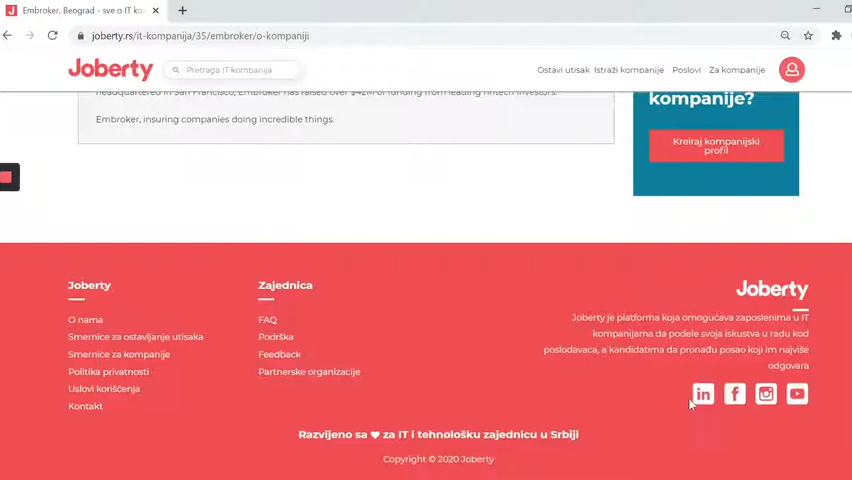 Embroker, Beograd - sve o IT ko
joberty.rs/it-kompanija/35/embroker/o-kompaniji
Joberty
Pretraga IT kompanija
Ostavi utisak
Istraži kompanije
Poslovi
Za kompanije
headquartered in San Francisco, Embroker has raised over $42M of funding from leading fintech investors.
Embroker, insuring companies doing incredible things.
kompanije?
Kreiraj kompanijski
profil
Joberty
O nama
Smernice za ostavljanje utisaka
Smernice za kompanije
Politika privatnosti
Uslovi korišćenja
Kontakt
Zajednica
FAQ
Podrška
Feedback
Partnerske organizacije
Joberty
Joberty je platforma koja omogućava zaposlenima u IT
kompanijama da podele svoja iskustva u radu kod
poslodavaca, a kandidatima da pronađu posao koji im najviše
odgovara
Razvijeno sa ❤ za IT i tehnološku zajednicu u Srbiji
Copyright © 2020 Joberty